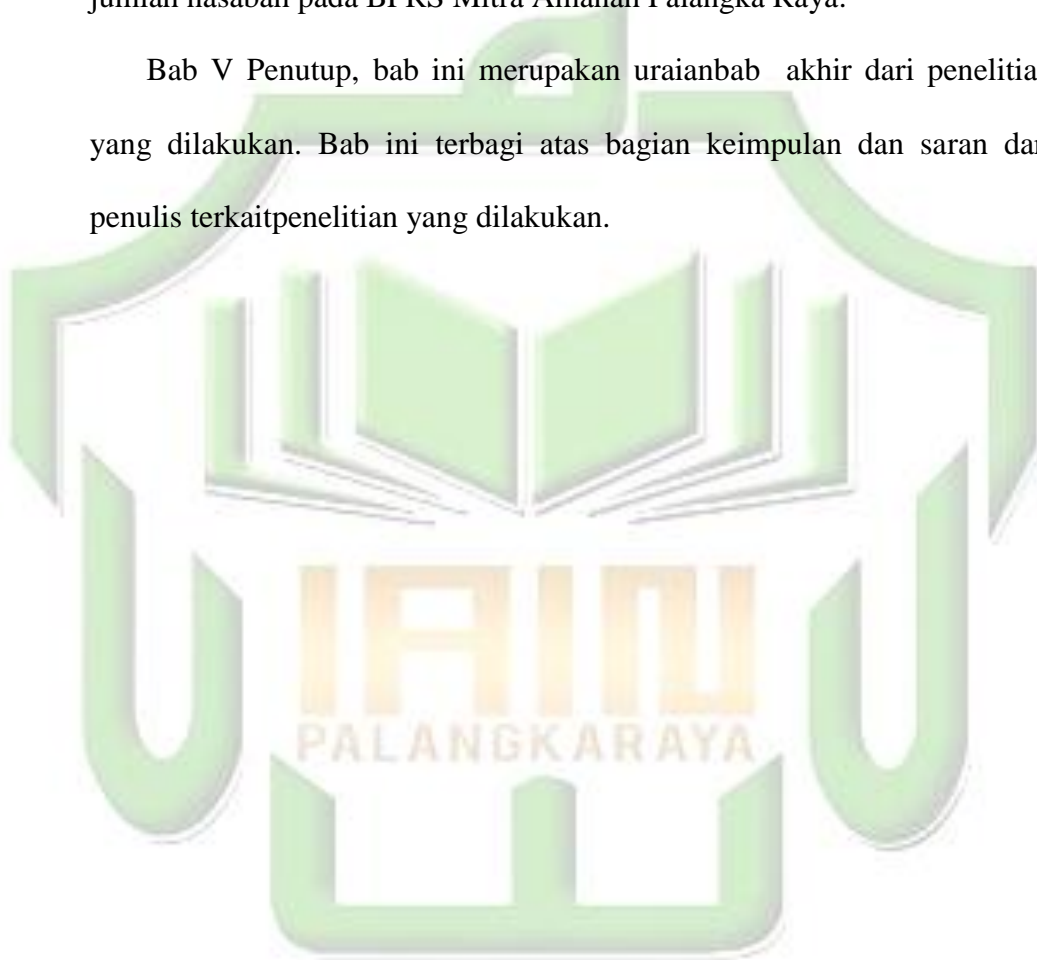 jumlah nasabah pada BPRS Mitra Amanah Palangka Raya.
Bab V Penutup, bab ini merupakan uraianbab akhir dari penelitia
yang dilakukan. Bab ini terbagi atas bagian keimpulan dan saran dar
penulis terkaitpenelitian yang dilakukan.
IAIN
PALANGKARAYA